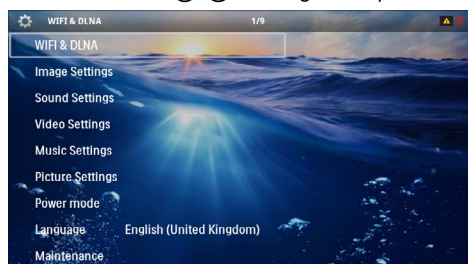 WIFI & DLNA 1/9
WIFI & DLNA
Image Settings
Sound Settings
Video Settings
Music Settings
Picture Settings
Power mode
Language English (United Kingdom)
Maintenance